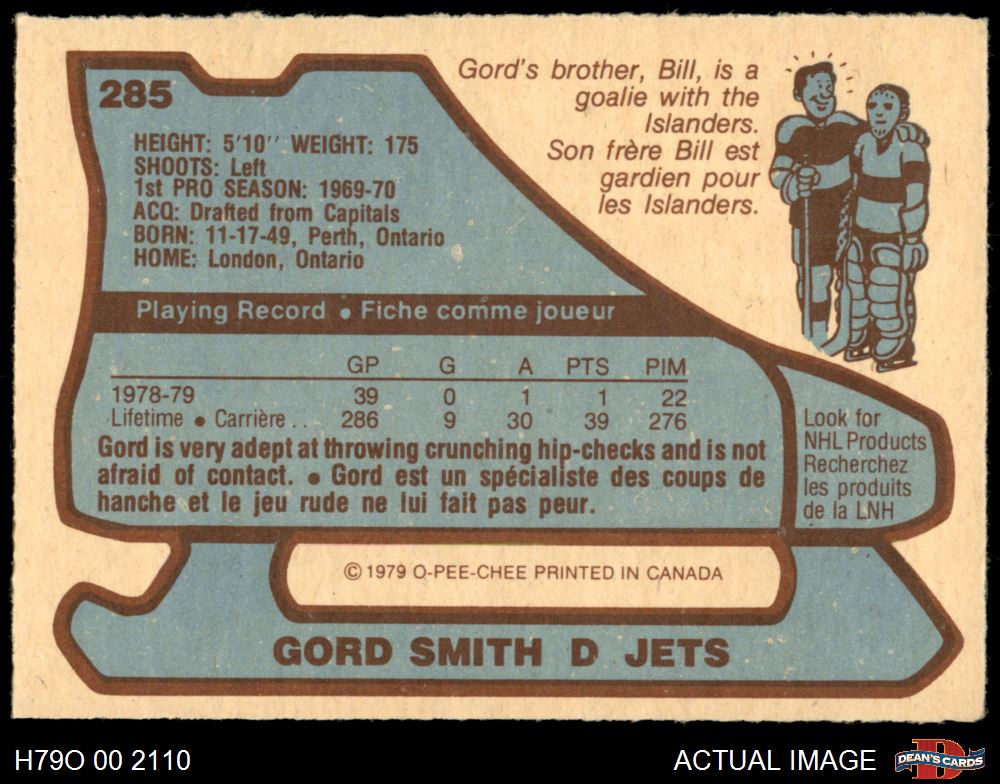 285
Gord's brother, Bill, is a
goalie with the
Islanders.
Son frère Bill est
gardien pour
les Islanders.
HEIGHT: 5'10'' WEIGHT: 175
SHOOTS: Left
1st PRO SEASON: 1969-70
ACQ: Drafted from Capitals
BORN: 11-17-49, Perth, Ontario
HOME: London, Ontario
Playing Record • Fiche comme joueur
GP G A PTS PIM
1978-79 39 0 1 1 22
Lifetime • Carrière . . 286 9 30 39 276
Gord is very adept at throwing crunching hip-checks and is not
afraid of contact. • Gord est un spécialiste des coups de
hanche et le jeu rude ne lui fait pas peur.
Look for
NHL Products
Recherchez
les produits
de la LNH
© 1979 O-PEE-CHEE PRINTED IN CANADA
GORD SMITH D JETS
H79O 00 2110
ACTUAL IMAGE
DEAN'S CARDS